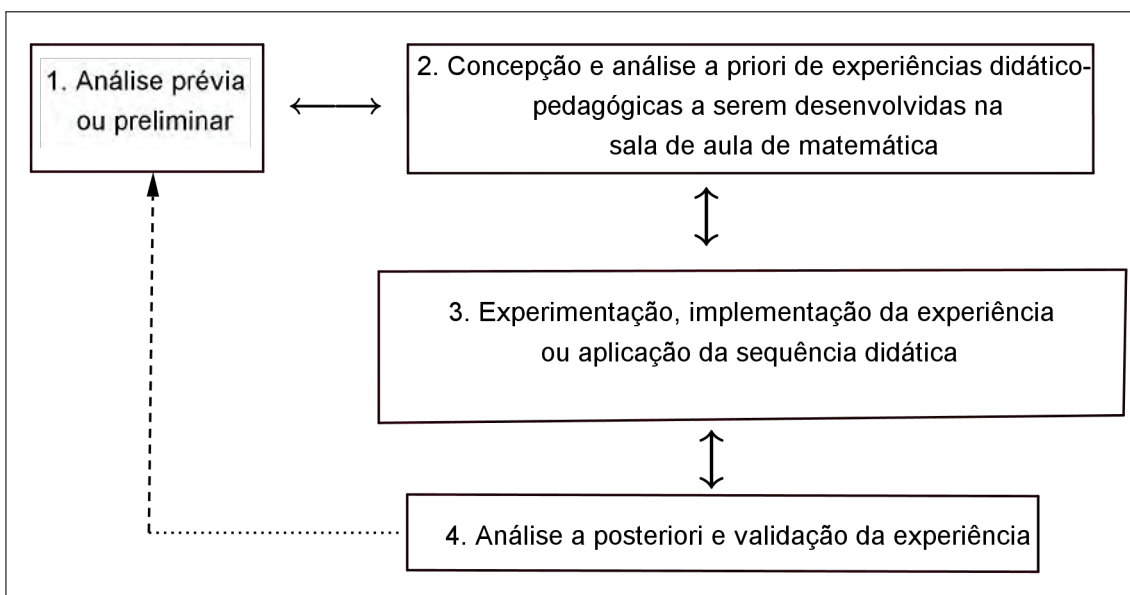 1. Análise prévia
ou preliminar
2. Concepção e análise a priori de experiências didático-
pedagógicas a serem desenvolvidas na
sala de aula de matemática
3. Experimentação, implementação da experiência
ou aplicação da sequência didática
4. Análise a posteriori e validação da experiência